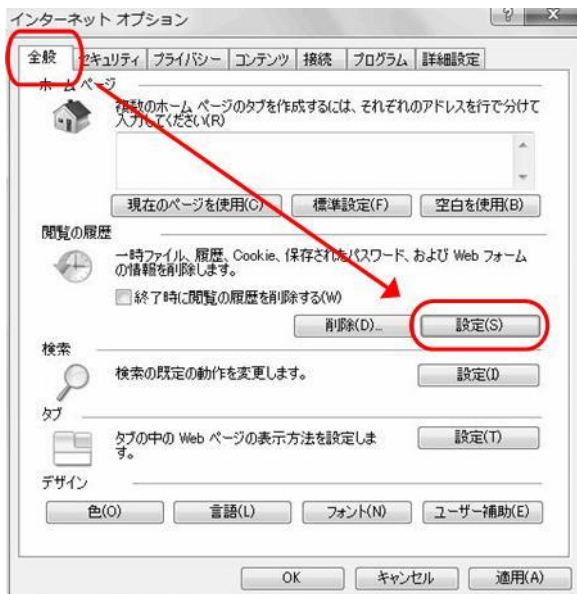 インターネット オプション
全般 セキュリティ プライバシー コンテンツ 接続 プログラム 詳細設定
ホーム ページ
複数のホーム ページのタブを作成するには、それぞれのアドレスを行で分けて
入力してください(R)
現在のページを使用(C) 標準設定(F) 空白を使用(B)
閲覧の履歴
一時ファイル、履歴、Cookie、保存されたパスワード、および Web フォーム
の情報を削除します。
終了時に閲覧の履歴を削除する(W)
削除(D)... 設定(S)
検索
検索の既定の動作を変更します。
設定(I)
タブ
タブの中の Web ページの表示方法を設定しま
す。
設定(T)
デザイン
色(O) 言語(L) フォント(N) ユーザー補助(E)
OK キャンセル 適用(A)